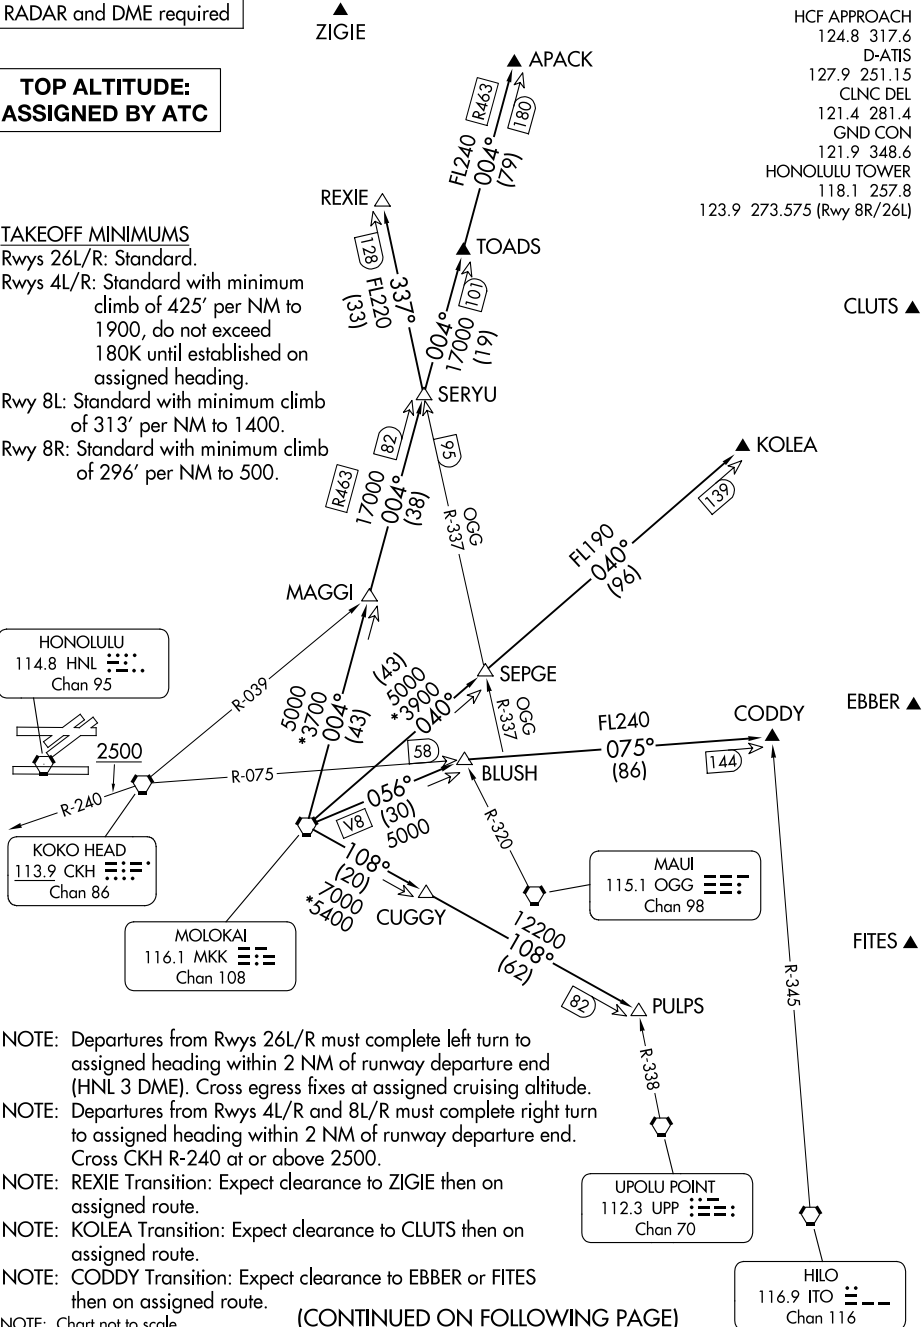 RADAR and DME required
TOP ALTITUDE:
ASSIGNED BY ATC
HCF APPROACH
124.8 317.6
D-ATIS
127.9 251.15
CLNC DEL
121.4 281.4
GND CON
121.9 348.6
HONOLULU TOWER
118.1 257.8
123.9 273.575 (Rwy 8R/26L)
TAKEOFF MINIMUMS
Rwys 26L/R: Standard.
Rwys 4L/R: Standard with minimum
climb of 425' per NM to
1900, do not exceed
180K until established on
assigned heading.
Rwy 8L: Standard with minimum climb
of 313' per NM to 1400.
Rwy 8R: Standard with minimum climb
of 296' per NM to 500.
ZIGIE
APACK
R463
180
FL240
004°
(79)
REXIE
128
FL220
337°
(33)
TOADS
101
004°
17000
(19)
CLUTS
SERYU
82
95
R463
17000
004°
(38)
OGG
R-337
KOLEA
139
FL190
040°
(96)
MAGGI
HONOLULU
114.8 HNL
Chan 95
R-039
5000
*3700
004°
(43)
(43)
5000
*3900
040°
SEPGE
OGG
R-337
EBBER
2500
R-240
R-075
58
BLUSH
FL240
075°
(86)
CODDY
144
V8
056°
(30)
5000
KOKO HEAD
113.9 CKH
Chan 86
R-320
108°
(20)
7000
*5400
CUGGY
MAUI
115.1 OGG
Chan 98
MOLOKAI
116.1 MKK
Chan 108
12200
108°
(62)
FITES
82
PULPS
R-345
R-338
NOTE: Departures from Rwys 26L/R must complete left turn to
assigned heading within 2 NM of runway departure end
(HNL 3 DME). Cross egress fixes at assigned cruising altitude.
NOTE: Departures from Rwys 4L/R and 8L/R must complete right turn
to assigned heading within 2 NM of runway departure end.
Cross CKH R-240 at or above 2500.
NOTE: REXIE Transition: Expect clearance to ZIGIE then on
assigned route.
NOTE: KOLEA Transition: Expect clearance to CLUTS then on
assigned route.
NOTE: CODDY Transition: Expect clearance to EBBER or FITES
then on assigned route.
NOTE: Chart not to scale
UPOLU POINT
112.3 UPP
Chan 70
HILO
116.9 ITO
Chan 116
(CONTINUED ON FOLLOWING PAGE)